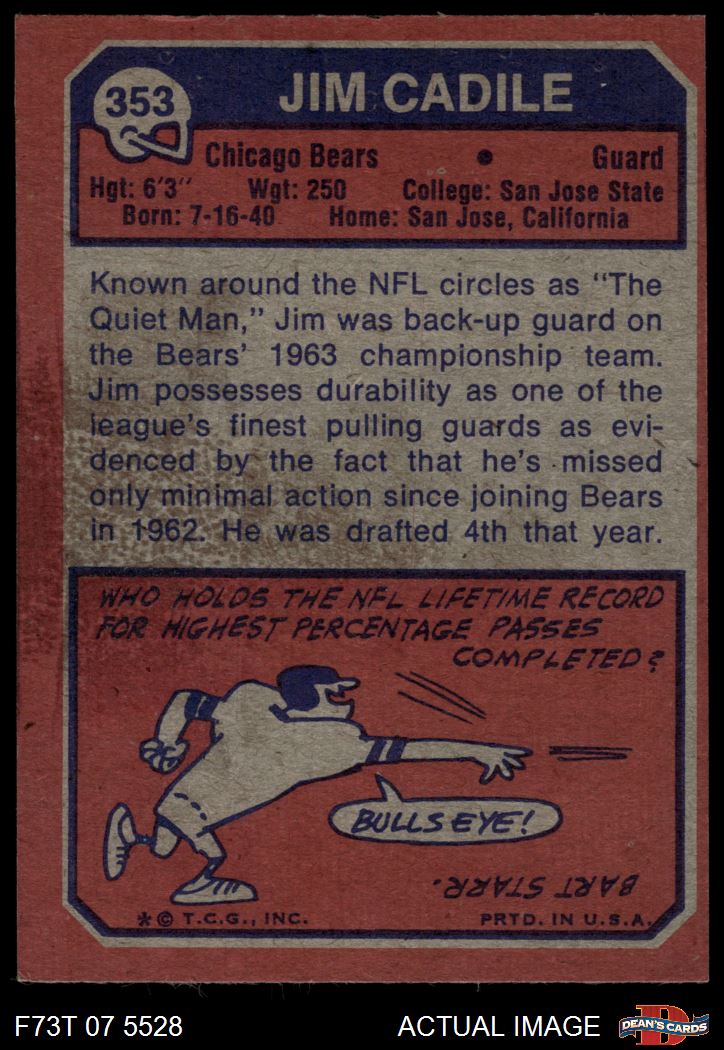 353
JIM CADILE
Chicago Bears • Guard
Hgt: 6'3" Wgt: 250 College: San Jose State
Born: 7-16-40 Home: San Jose, California
Known around the NFL circles as "The
Quiet Man," Jim was back-up guard on
the Bears' 1963 championship team.
Jim possesses durability as one of the
league's finest pulling guards as evi-
denced by the fact that he's missed
only minimal action since joining Bears
in 1962. He was drafted 4th that year.
WHO HOLDS THE NFL LIFETIME RECORD
FOR HIGHEST PERCENTAGE PASSES
COMPLETED?
BULLSEYE!
BART STARR.
* © T.C.G., INC. PRTD. IN U.S.A.
F73T 07 5528 ACTUAL IMAGE
D
DEAN'S CARDS